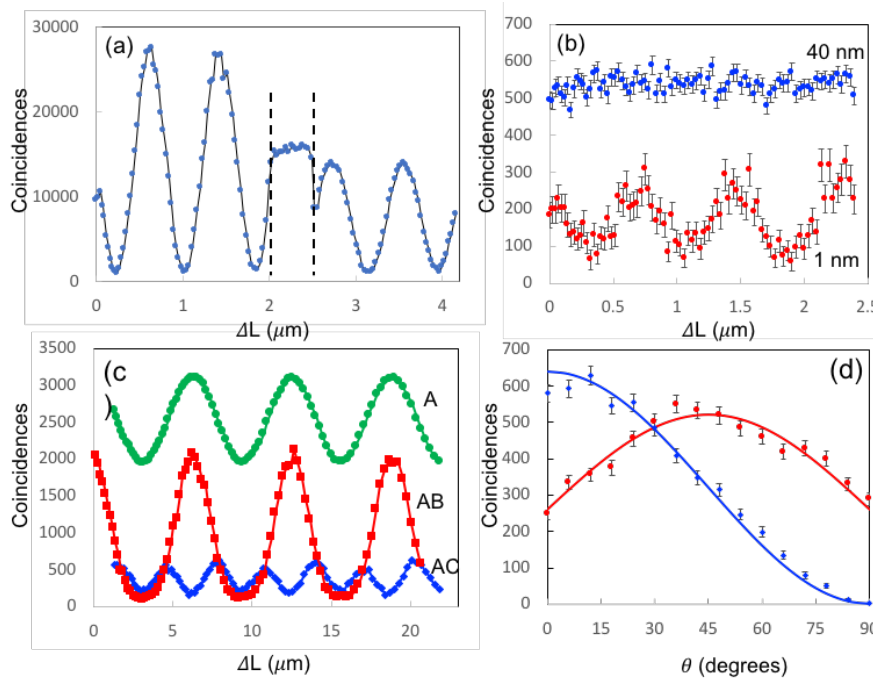 (a)
30000
20000
10000
0
Coincidences
0 1 2 3 4
ΔL (μm)
(b)
700
600
500
400
300
200
100
0
Coincidences
40 nm
1 nm
0 0.5 1 1.5 2 2.5
ΔL (μm)
(c
)
3500
3000
2500
2000
1500
1000
500
0
Coincidences
A
AB
AC
0 5 10 15 20
ΔL (μm)
(d)
700
600
500
400
300
200
100
0
Coincidences
0 15 30 45 60 75 90
θ (degrees)